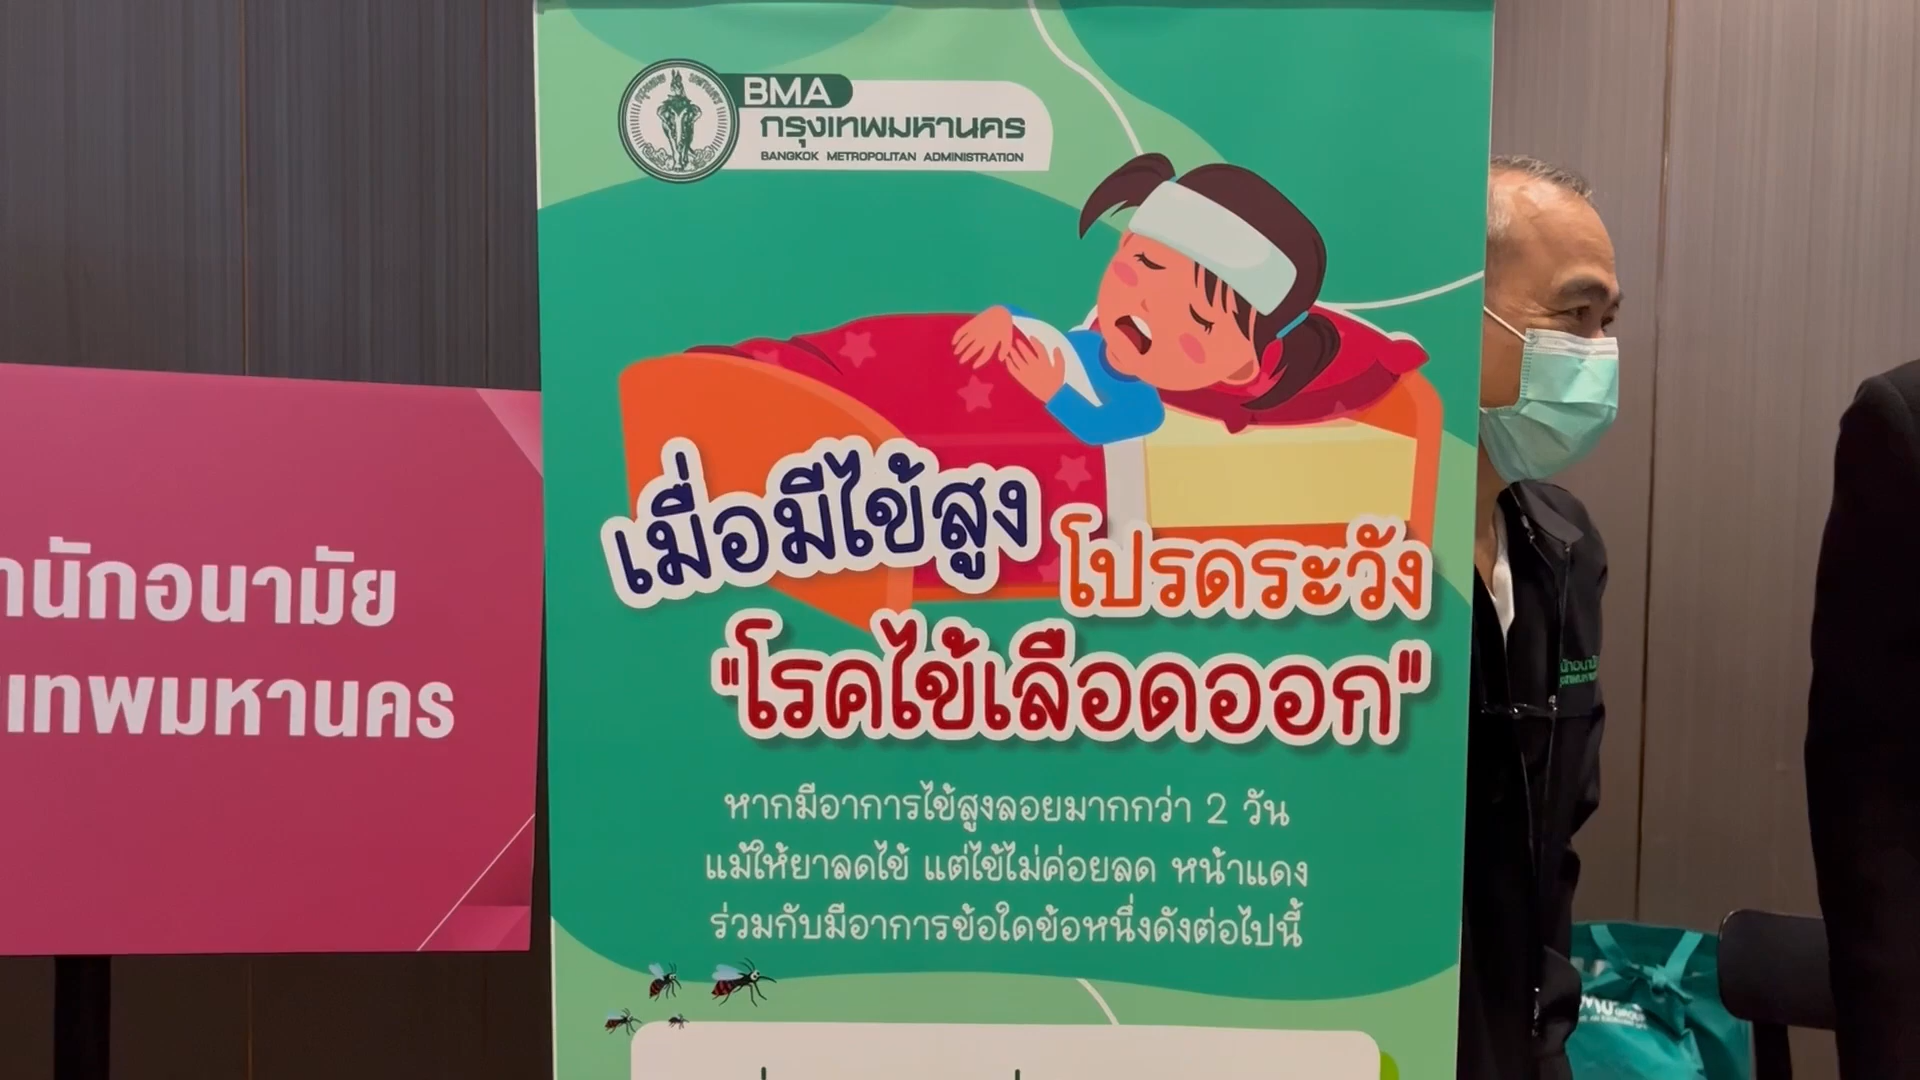 BMA
กรุงเทพมหานคร
BANGKOK METROPOLITAN ADMINISTRATION
เมื่อมีไข้สูง
โปรดระวัง
"โรคไข้เลือดออก"
หากมีอาการไข้สูงลอยมากกว่า 2 วัน
แม้ให้ยาลดไข้ แต่ไข้ไม่ค่อยลด หน้าแดง
ร่วมกับมีอาการข้อใดข้อหนึ่งดังต่อไปนี้
นักอนามัย
เทพมหานคร